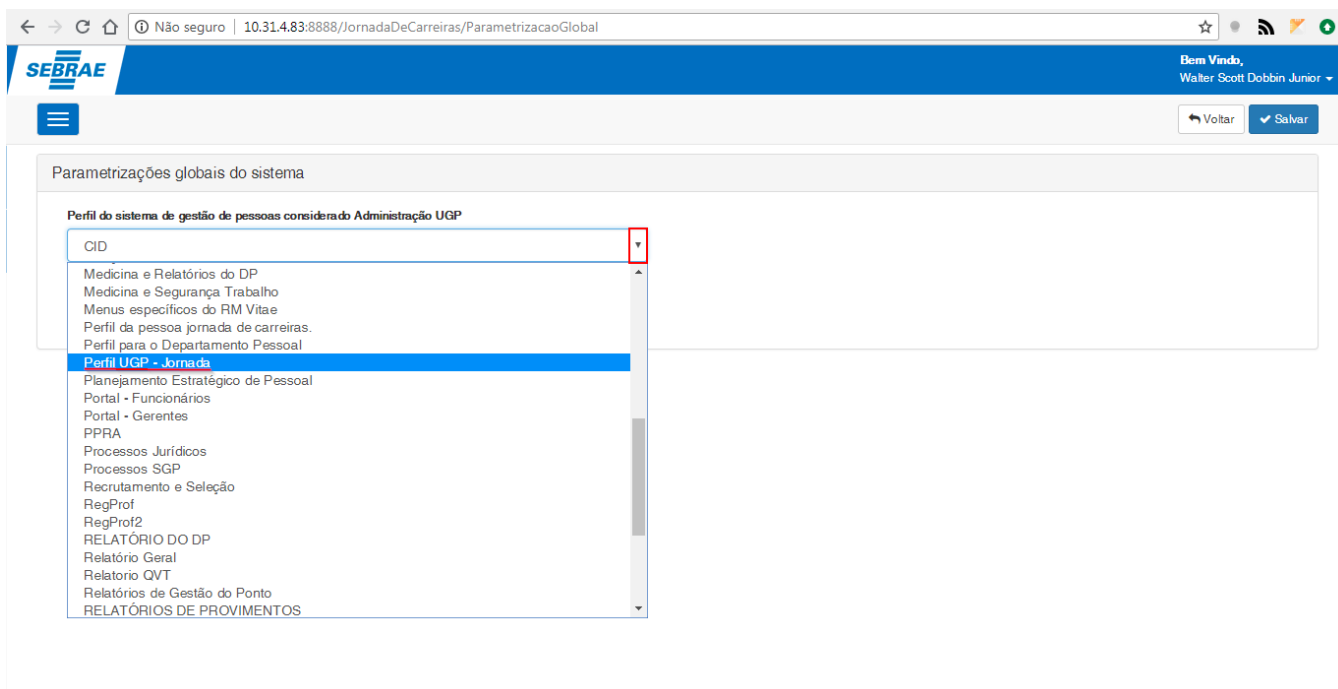 Não seguro | 10.31.4.83:8888/JornadaDeCarreiras/ParametrizacaoGlobal
SEBRAE
Bem Vindo,
Walter Scott Dobbin Junior
Voltar
Salvar
Parametrizações globais do sistema
Perfil do sistema de gestão de pessoas considerado Administração UGP
CID
Medicina e Relatórios do DP
Medicina e Segurança Trabalho
Menus específicos do RM Vitae
Perfil da pessoa jornada de carreiras.
Perfil para o Departamento Pessoal
Perfil UGP - Jornada
Planejamento Estratégico de Pessoal
Portal - Funcionários
Portal - Gerentes
PPRA
Processos Jurídicos
Processos SGP
Recrutamento e Seleção
RegProf
RegProf2
RELATÓRIO DO DP
Relatório Geral
Relatorio QVT
Relatórios de Gestão do Ponto
RELATÓRIOS DE PROVIMENTOS